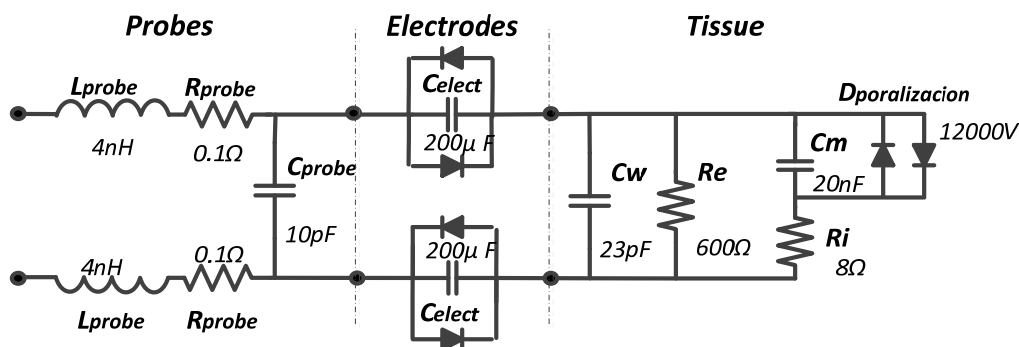 Probes Electrodes Tissue
Lprobe Rprobe
4nH 0.1Ω
Cprobe
10pF
4nH 0.1Ω
Lprobe Rprobe
Celect
200µ F
200µ F
Celect
Cw
23pF
Re
600Ω
Dporalizacion
12000V
Cm
20nF
Ri
8Ω